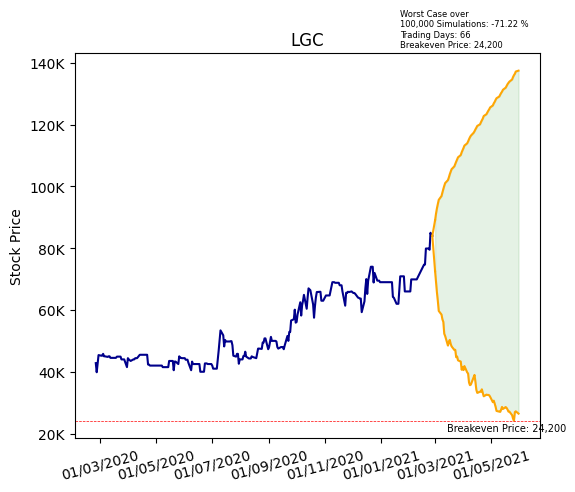 Worst Case over
100,000 Simulations: -71.22 %
Trading Days: 66
Breakeven Price: 24,200
LGC
Stock Price
140K
120K
100K
80K
60K
40K
20K
Breakeven Price: 24,200
01/03/2020
01/05/2020
01/07/2020
01/09/2020
01/11/2020
01/01/2021
01/03/2021
01/05/2021